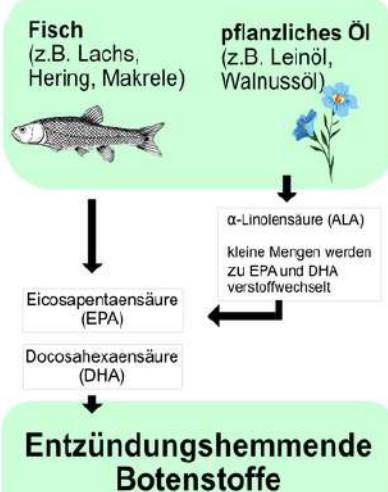 Fisch
(z.B. Lachs,
Hering, Makrele)
pflanzliches Öl
(z.B. Leinöl,
Walnussöl)
α-Linolensäure (ALA)
kleine Mengen werden
zu EPA und DHA
verstoffwechselt
Eicosapentaensäure
(EPA)
Docosahexaensäure
(DHA)
Entzündungshemmende
Botenstoffe